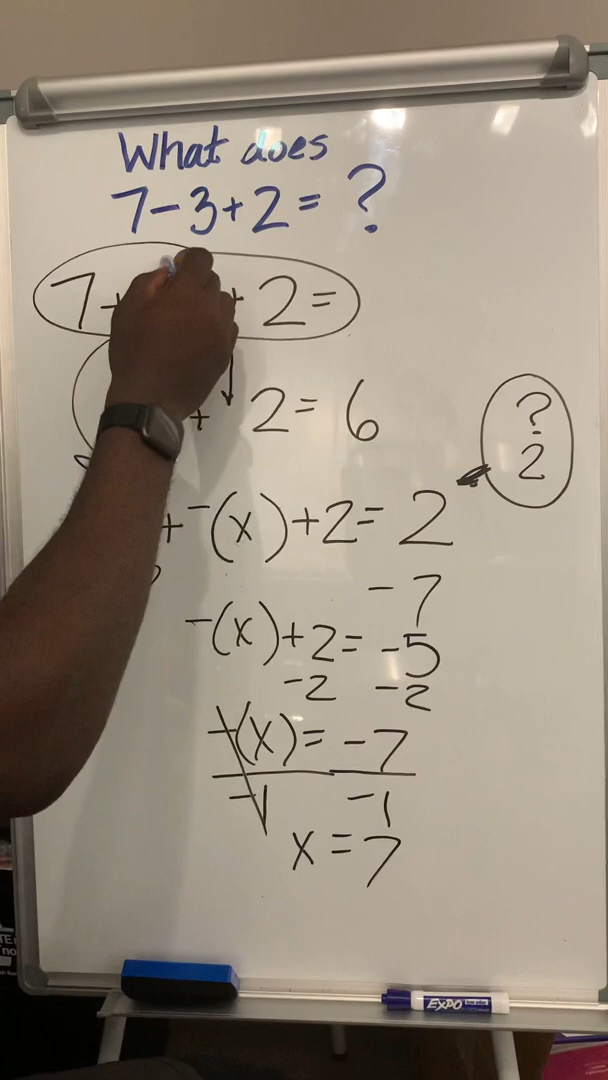 What does
7-3+2= ?
7+ + 2=
+ 2= 6
?
2
+-(x)+2= 2
-7
-(x)+2= -5
-2 -2
-(x)= -7
-1 -1
x=7
EXPO